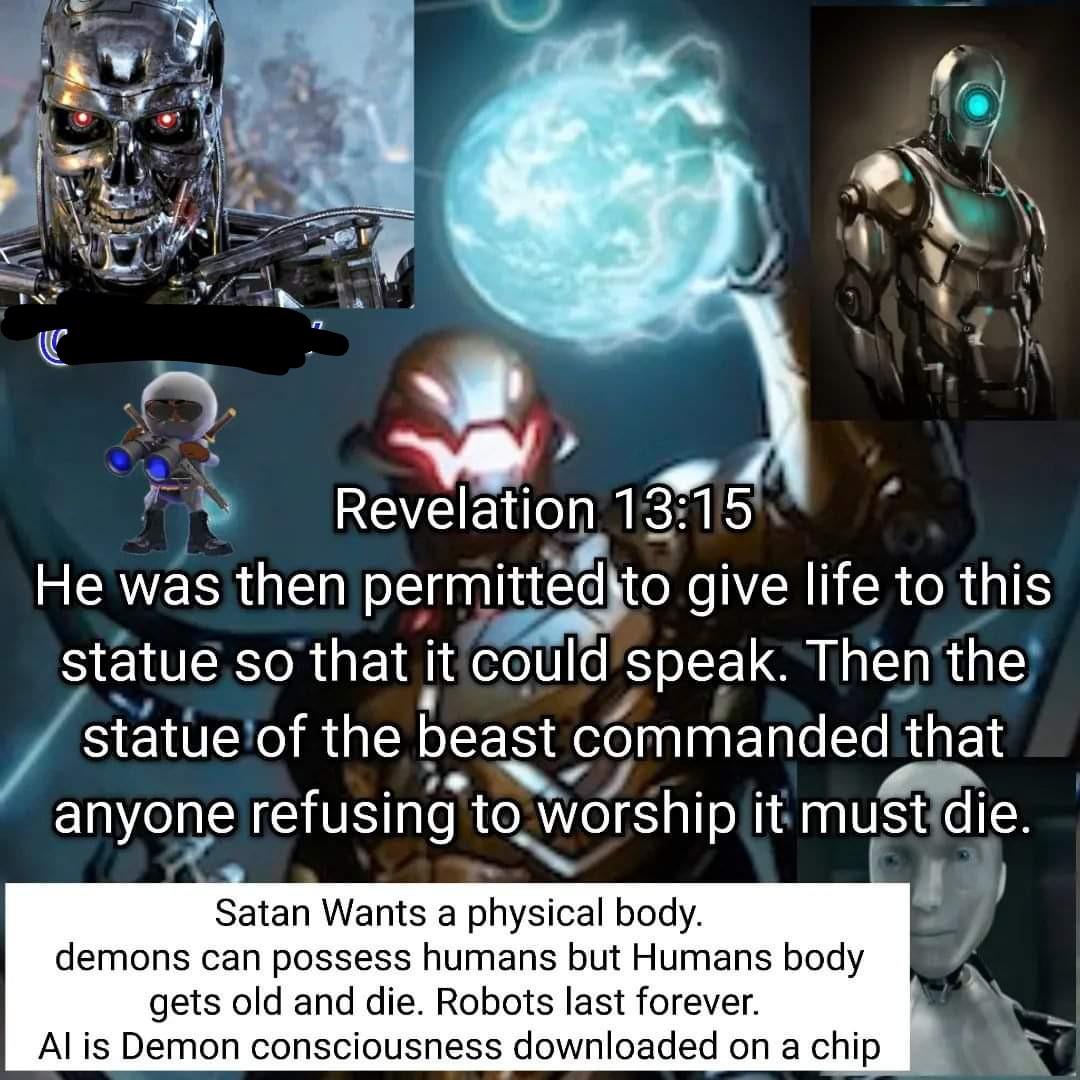 Revelation 13:15
He was then permitted to give life to this
statue so that it could speak. Then the
statue of the beast commanded that
anyone refusing to worship it must die.
Satan Wants a physical body.
demons can possess humans but Humans body
gets old and die. Robots last forever.
AI is Demon consciousness downloaded on a chip